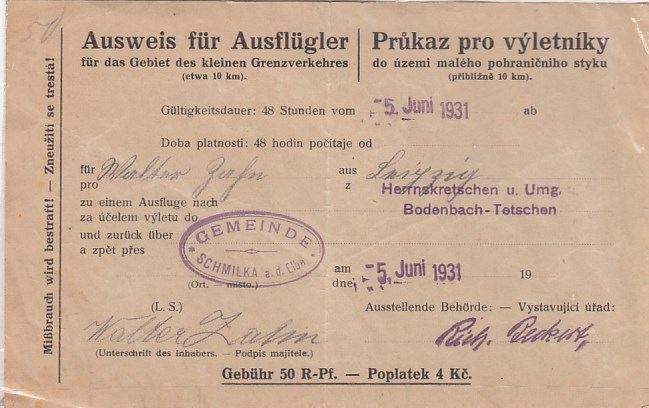 50
Ausweis für Ausflügler
für das Gebiet des kleinen Grenzverkehres
(etwa 10 km).
Průkaz pro výletníky
do území malého pohraničního styku
(přibližně 10 km).
Mißbrauch wird bestraft! — Zneužití se trestá!
Gültigkeitsdauer: 48 Stunden vom 5. Juni 1931 ab
Doba platnosti: 48 hodin počítaje od
für Walter Zahn aus Leipzig
pro z
zu einem Ausfluge nach Herrnskretschen u. Umg.
za účelem výletu do Bodenbach-Tetschen
und zurück über
a zpět přes
GEMEINDE
SCHMILKA a.d. Elbe
(Ort. — místo.)
am 5. Juni 1931 19
dne
(L. S.)
Ausstellende Behörde: — Vystavující úřad:
Walter Zahn
Rich. Beckert
(Unterschrift des Inhabers. — Podpis majitele.)
Gebühr 50 R-Pf. — Poplatek 4 Kč.